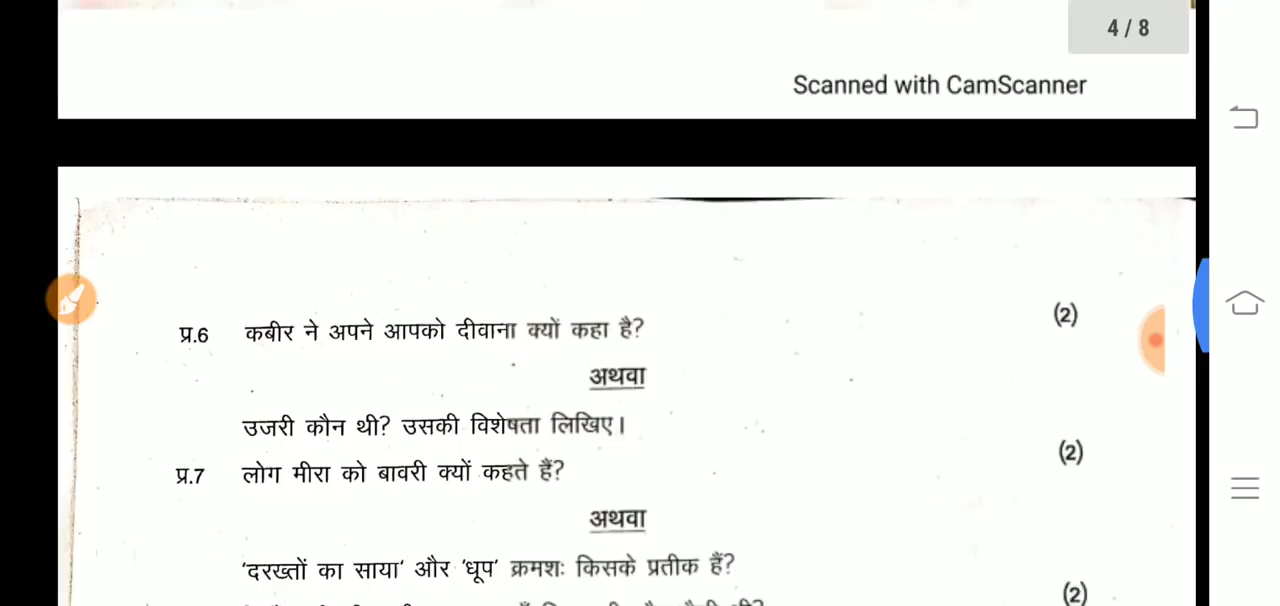 4 / 8
Scanned with CamScanner
(2)
प्र.6 कबीर ने अपने आपको दीवाना क्यों कहा है?
अथवा
उजरी कौन थी? उसकी विशेषता लिखिए।
(2)
प्र.7 लोग मीरा को बावरी क्यों कहते हैं?
अथवा
'दरख्तों का साया' और 'धूप' क्रमशः किसके प्रतीक हैं?
(2)